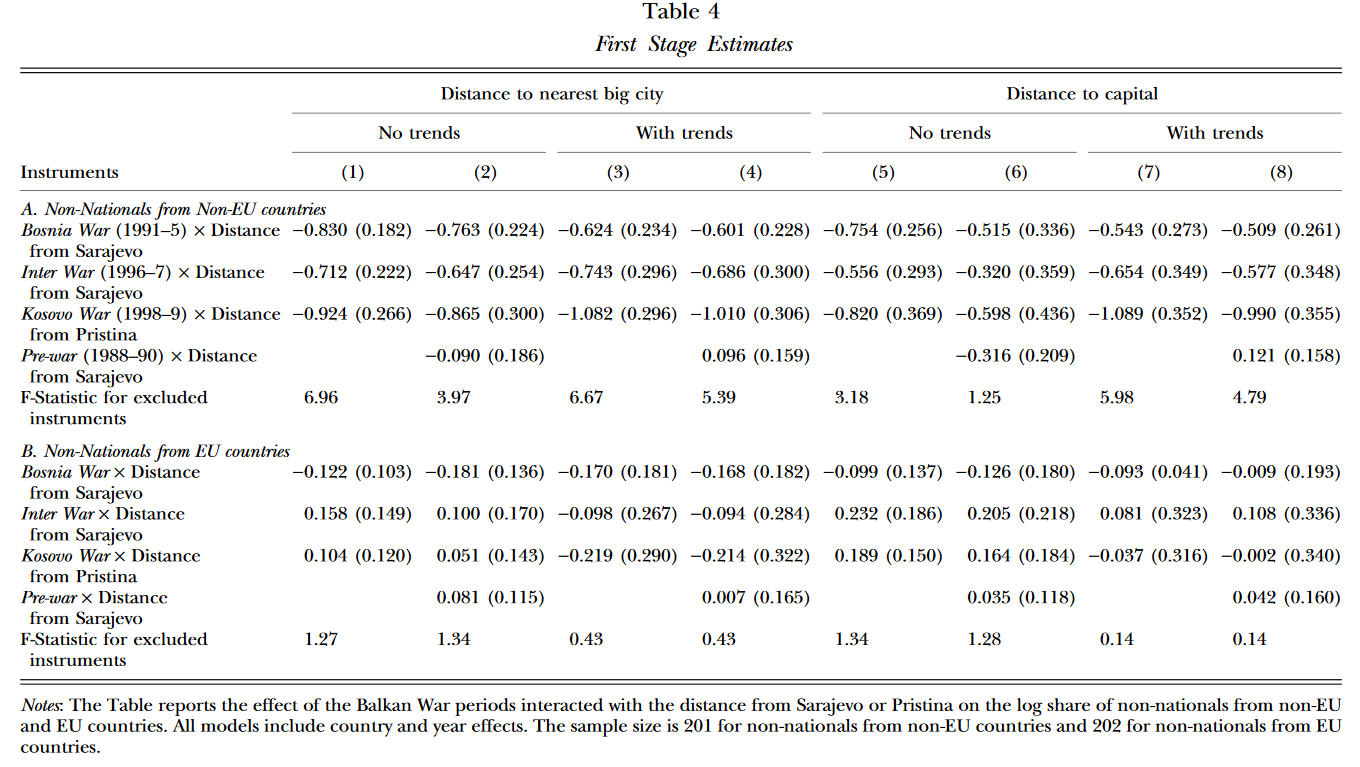 Table 4
First Stage Estimates
Distance to nearest big city Distance to capital
No trends With trends No trends With trends
Instruments (1) (2) (3) (4) (5) (6) (7) (8)
A. Non-Nationals from Non-EU countries
Bosnia War (1991–5) × Distance −0.830 (0.182) −0.763 (0.224) −0.624 (0.234) −0.601 (0.228) −0.754 (0.256) −0.515 (0.336) −0.543 (0.273) −0.509 (0.261)
from Sarajevo
Inter War (1996–7) × Distance −0.712 (0.222) −0.647 (0.254) −0.743 (0.296) −0.686 (0.300) −0.556 (0.293) −0.320 (0.359) −0.654 (0.349) −0.577 (0.348)
from Sarajevo
Kosovo War (1998–9) × Distance −0.924 (0.266) −0.865 (0.300) −1.082 (0.296) −1.010 (0.306) −0.820 (0.369) −0.598 (0.436) −1.089 (0.352) −0.990 (0.355)
from Pristina
Pre-war (1988–90) × Distance −0.090 (0.186) 0.096 (0.159) −0.316 (0.209) 0.121 (0.158)
from Sarajevo
F-Statistic for excluded 6.96 3.97 6.67 5.39 3.18 1.25 5.98 4.79
instruments
B. Non-Nationals from EU countries
Bosnia War × Distance −0.122 (0.103) −0.181 (0.136) −0.170 (0.181) −0.168 (0.182) −0.099 (0.137) −0.126 (0.180) −0.093 (0.041) −0.009 (0.193)
from Sarajevo
Inter War × Distance 0.158 (0.149) 0.100 (0.170) −0.098 (0.267) −0.094 (0.284) 0.232 (0.186) 0.205 (0.218) 0.081 (0.323) 0.108 (0.336)
from Sarajevo
Kosovo War × Distance 0.104 (0.120) 0.051 (0.143) −0.219 (0.290) −0.214 (0.322) 0.189 (0.150) 0.164 (0.184) −0.037 (0.316) −0.002 (0.340)
from Pristina
Pre-war × Distance 0.081 (0.115) 0.007 (0.165) 0.035 (0.118) 0.042 (0.160)
from Sarajevo
F-Statistic for excluded 1.27 1.34 0.43 0.43 1.34 1.28 0.14 0.14
instruments
Notes: The Table reports the effect of the Balkan War periods interacted with the distance from Sarajevo or Pristina on the log share of non-nationals from non-EU
and EU countries. All models include country and year effects. The sample size is 201 for non-nationals from non-EU countries and 202 for non-nationals from EU
countries.